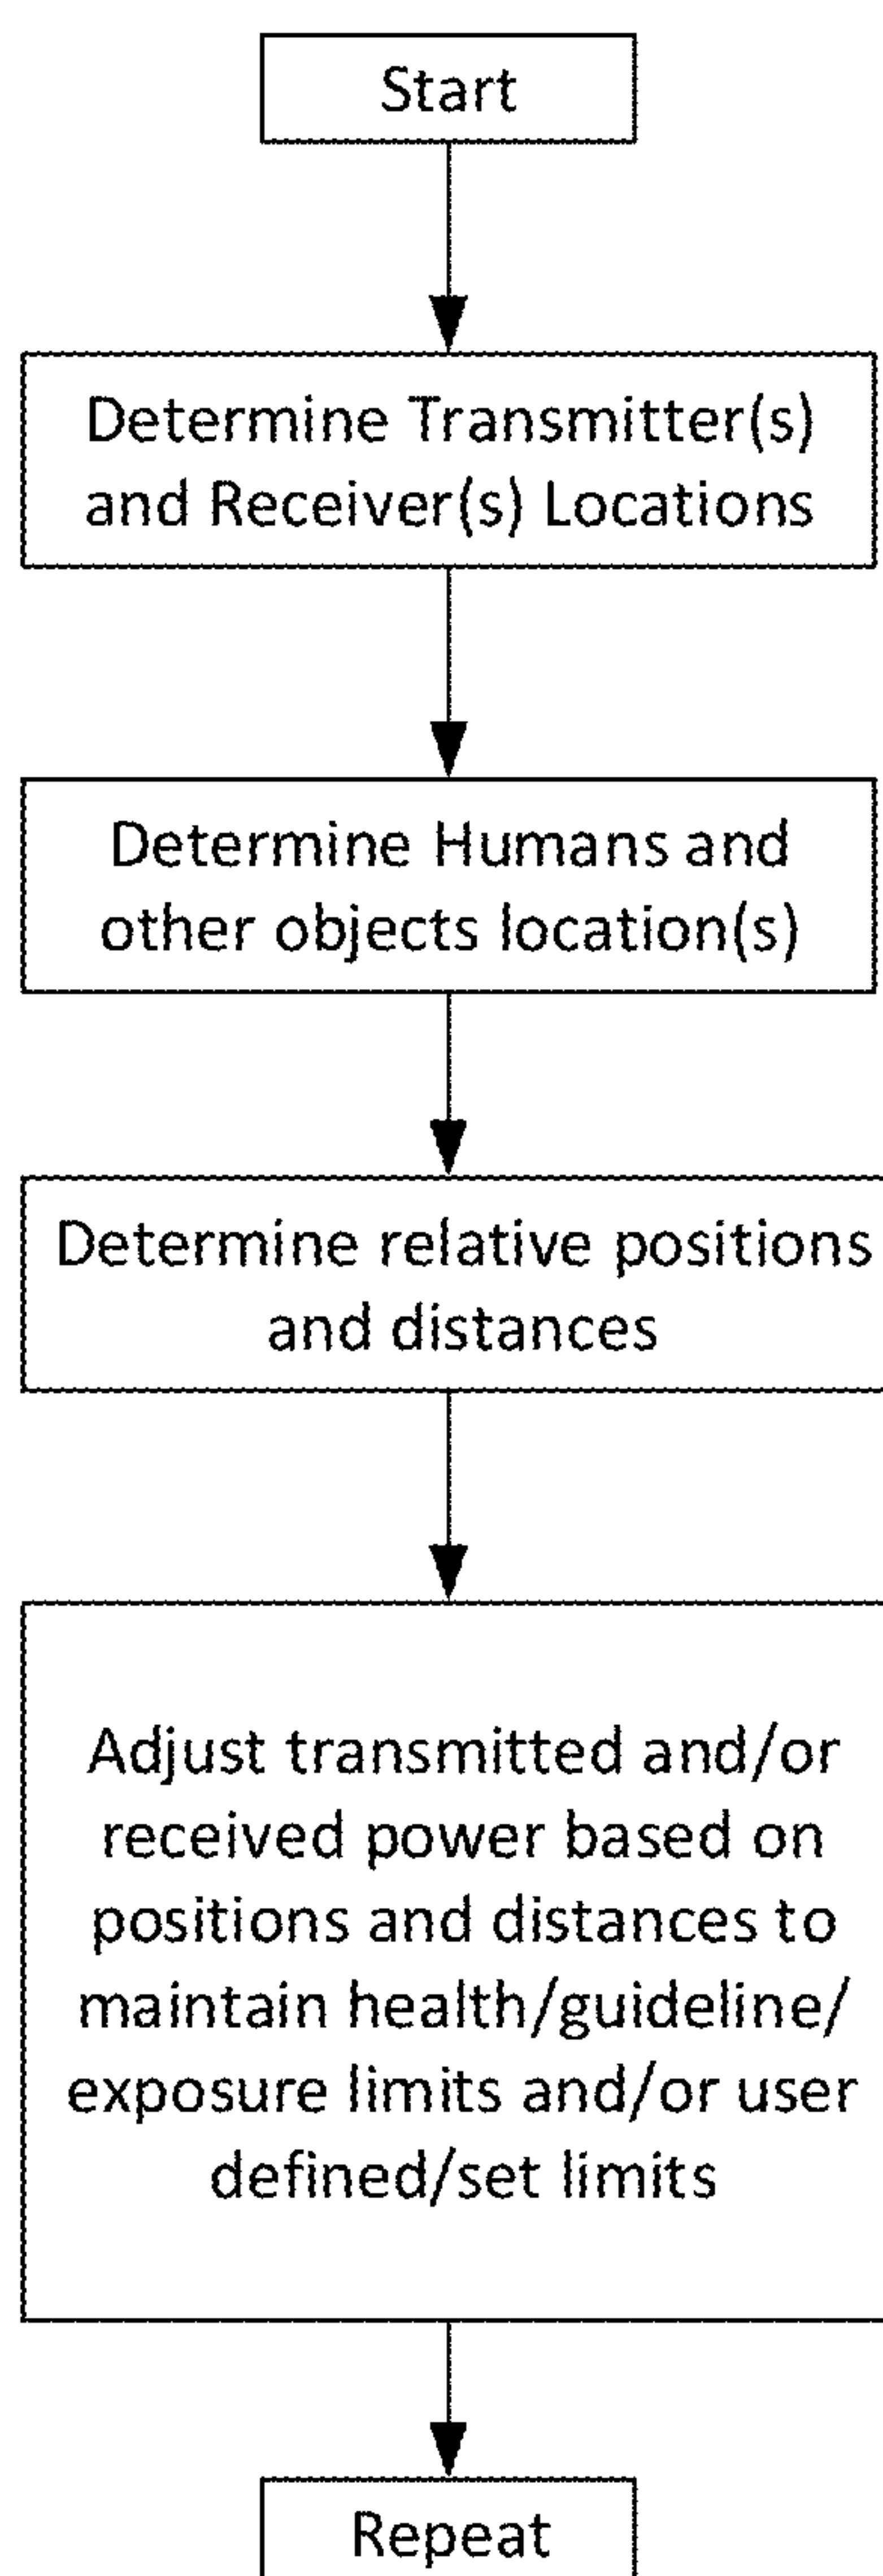 Start
Determine Transmitter(s)
and Receiver(s) Locations
Determine Humans and
other objects location(s)
Determine relative positions
and distances
Adjust transmitted and/or
received power based on
positions and distances to
maintain health/guideline/
exposure limits and/or user
defined/set limits
Repeat